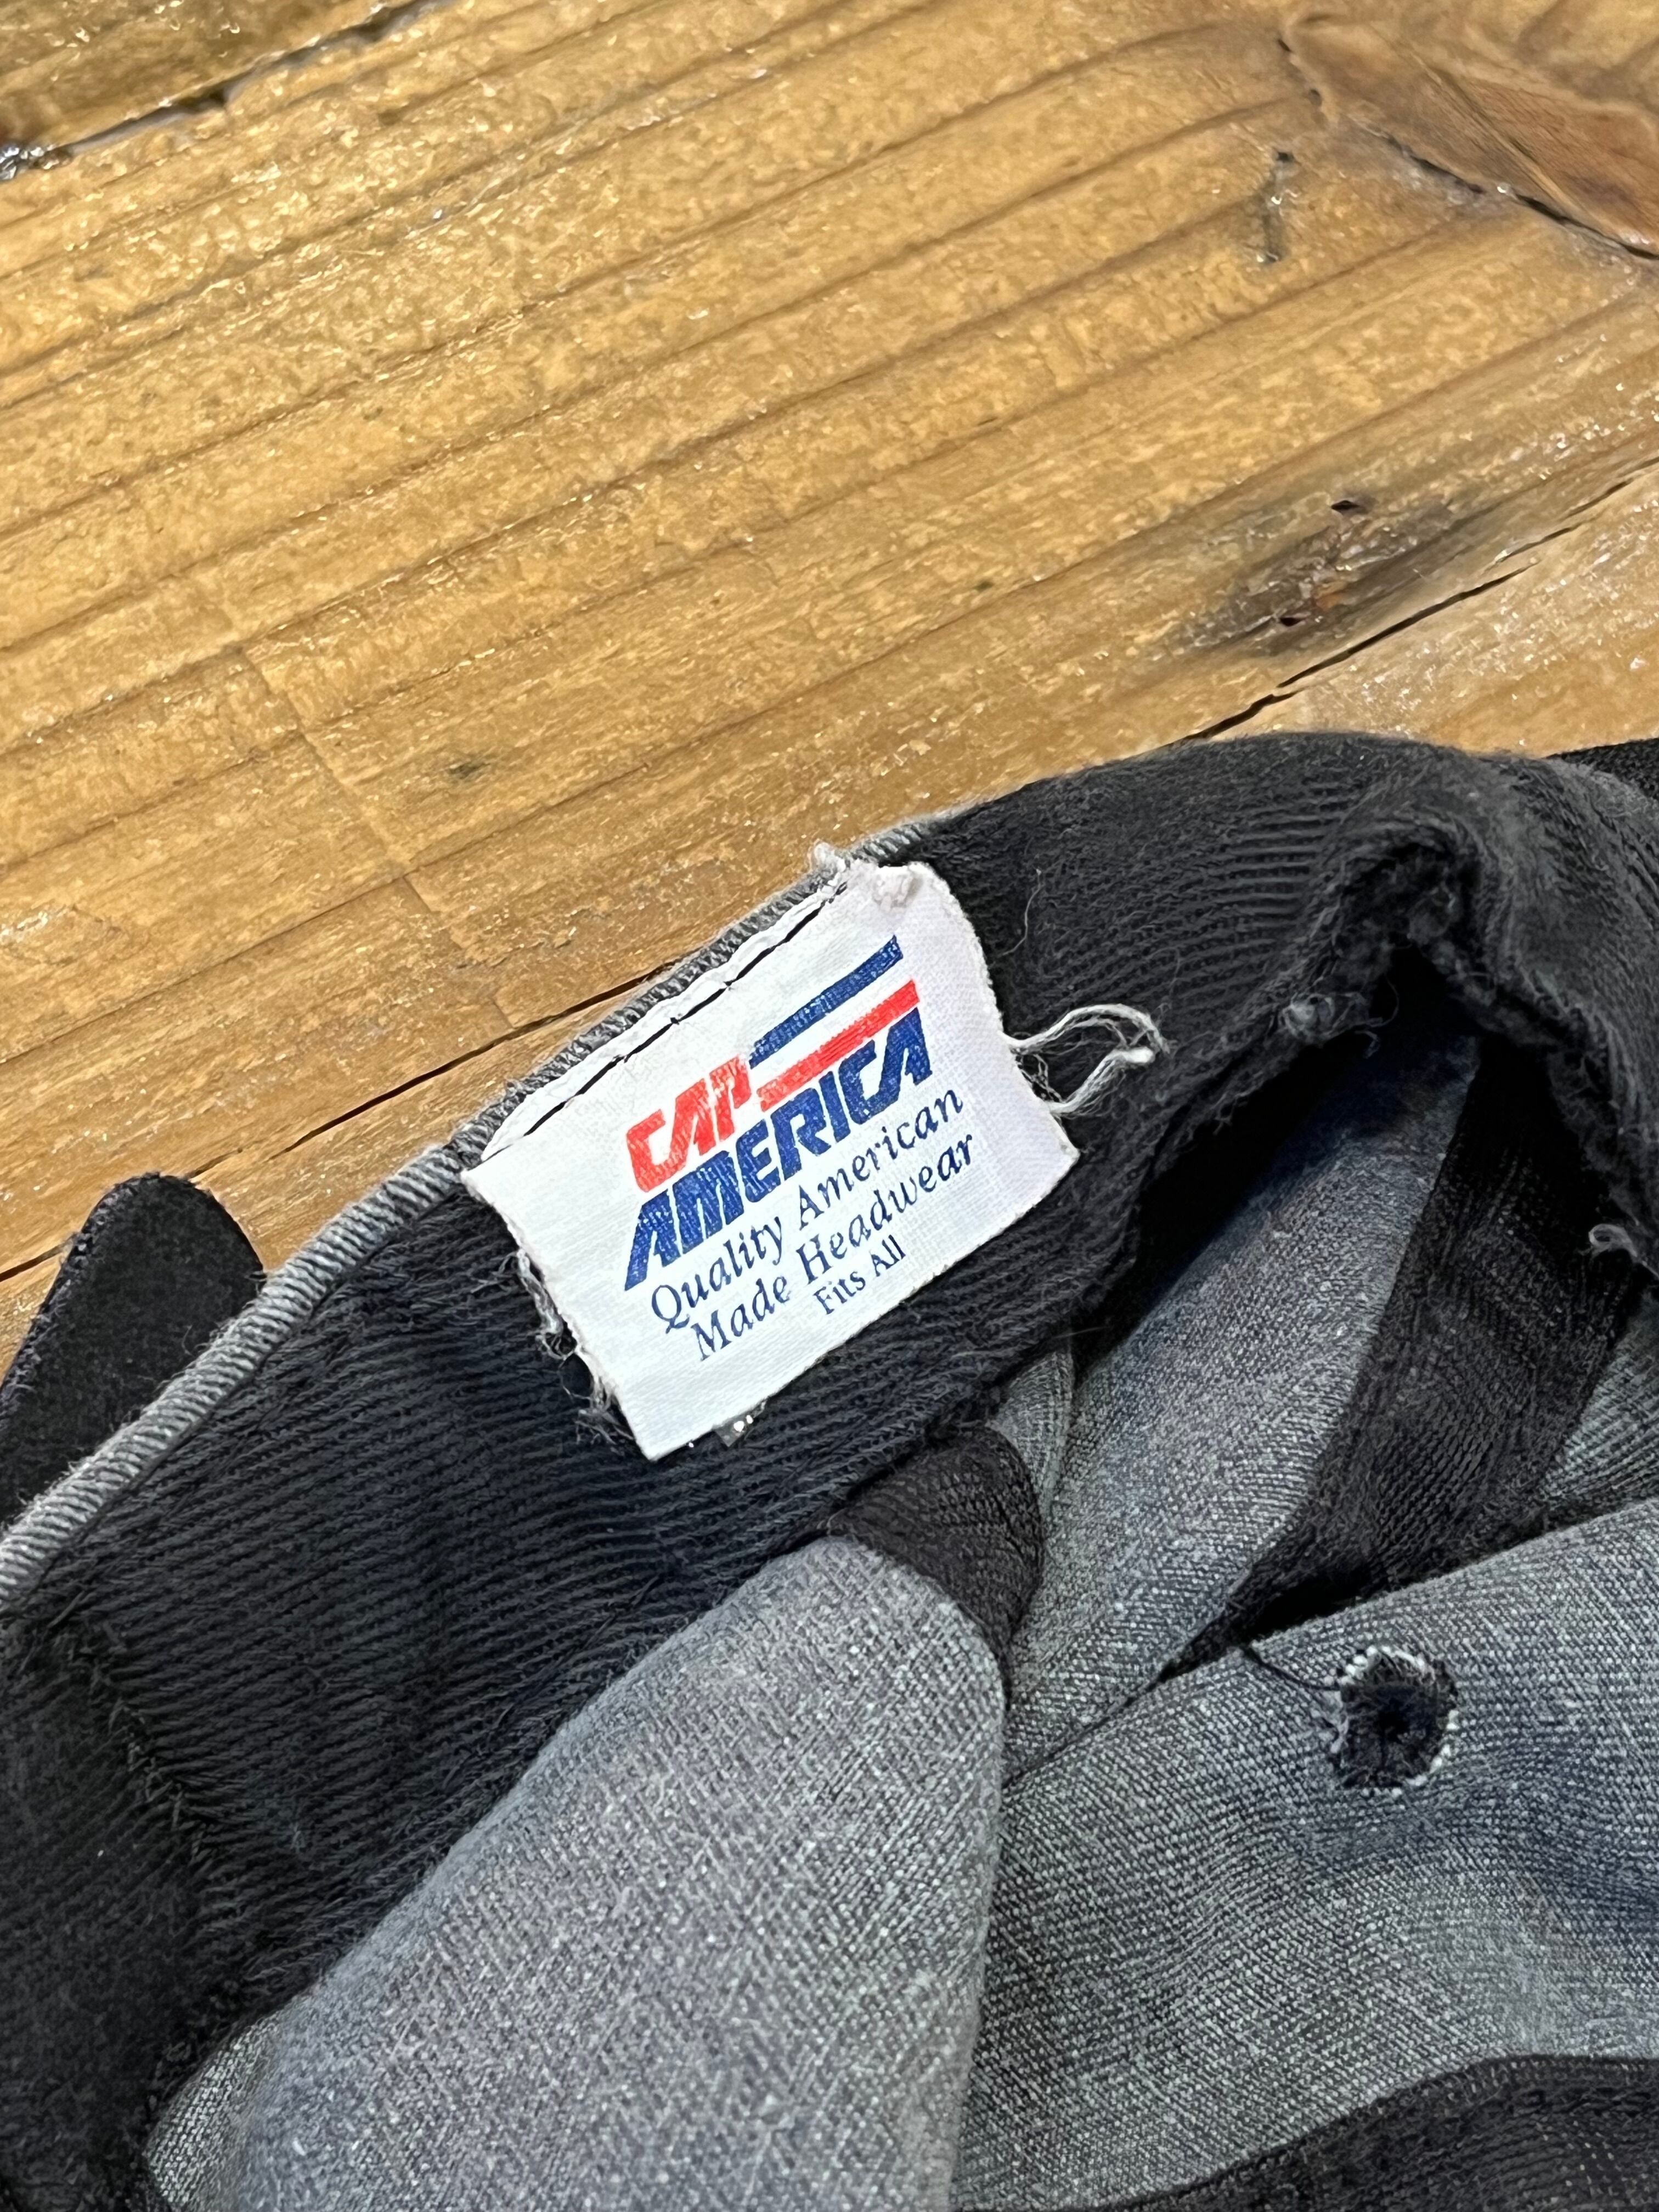 CAP
AMERICA
Quality American
Made Headwear
Fits All